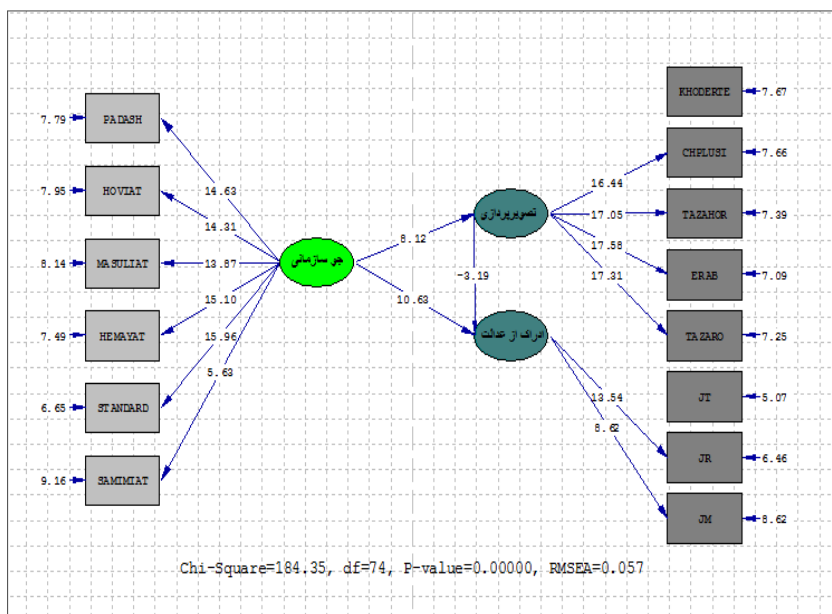 KHODERTE 7.67
7.79 PADASH
CHPLUSI 7.66
14.63
16.44
7.95 HOVIAT
14.31
تصویرپردازی
17.05
TAZAHOR 7.39
8.14 MASULIAT
13.87
جو سازمانی
8.12
17.58
ERAB 7.09
-3.19
17.31
15.10
10.63
7.49 HEMAYAT
15.96
ادراک از عدالت
TAZARO 7.25
5.63
13.54
JT 5.07
6.65 STANDARD
8.62
JR 6.46
9.16 SAMIMIAT
JM 8.62
Chi-Square=184.35, df=74, P-value=0.00000, RMSEA=0.057